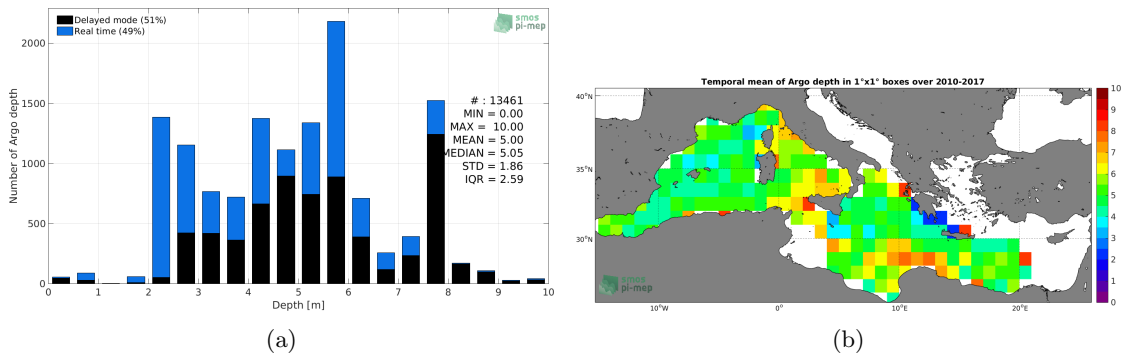 Delayed mode (51%)
Real time (49%)
smos
pi-mep
Number of Argo depth
2000
1500
1000
500
0
# : 13461
MIN = 0.00
MAX = 10.00
MEAN = 5.00
MEDIAN = 5.05
STD = 1.86
IQR = 2.59
0 1 2 3 4 5 6 7 8 9 10
Depth [m]
(a)
Temporal mean of Argo depth in 1°x1° boxes over 2010-2017
40°N
35°N
30°N
10°W 0° 10°E 20°E
smos
pi-mep
10
9
8
7
6
5
4
3
2
1
0
(b)